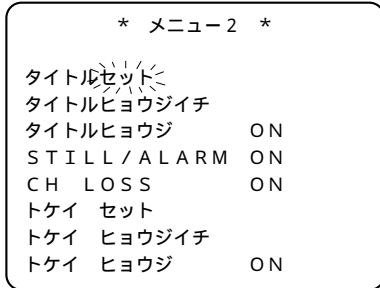 * メニュー2 *
タイトルセット
タイトルヒョウジイチ
タイトルヒョウジ ON
STILL/ALARM ON
CH LOSS ON
トケイ セット
トケイ ヒョウジイチ
トケイ ヒョウジ ON